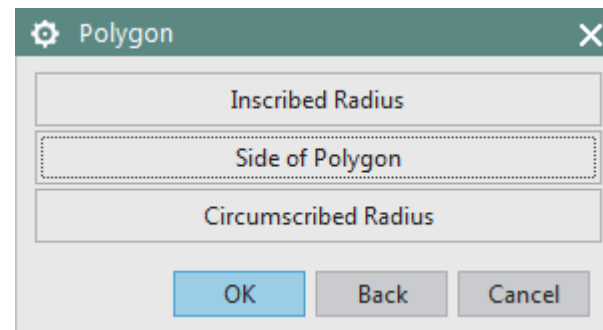 Polygon
Inscribed Radius
Side of Polygon
Circumscribed Radius
OK Back Cancel